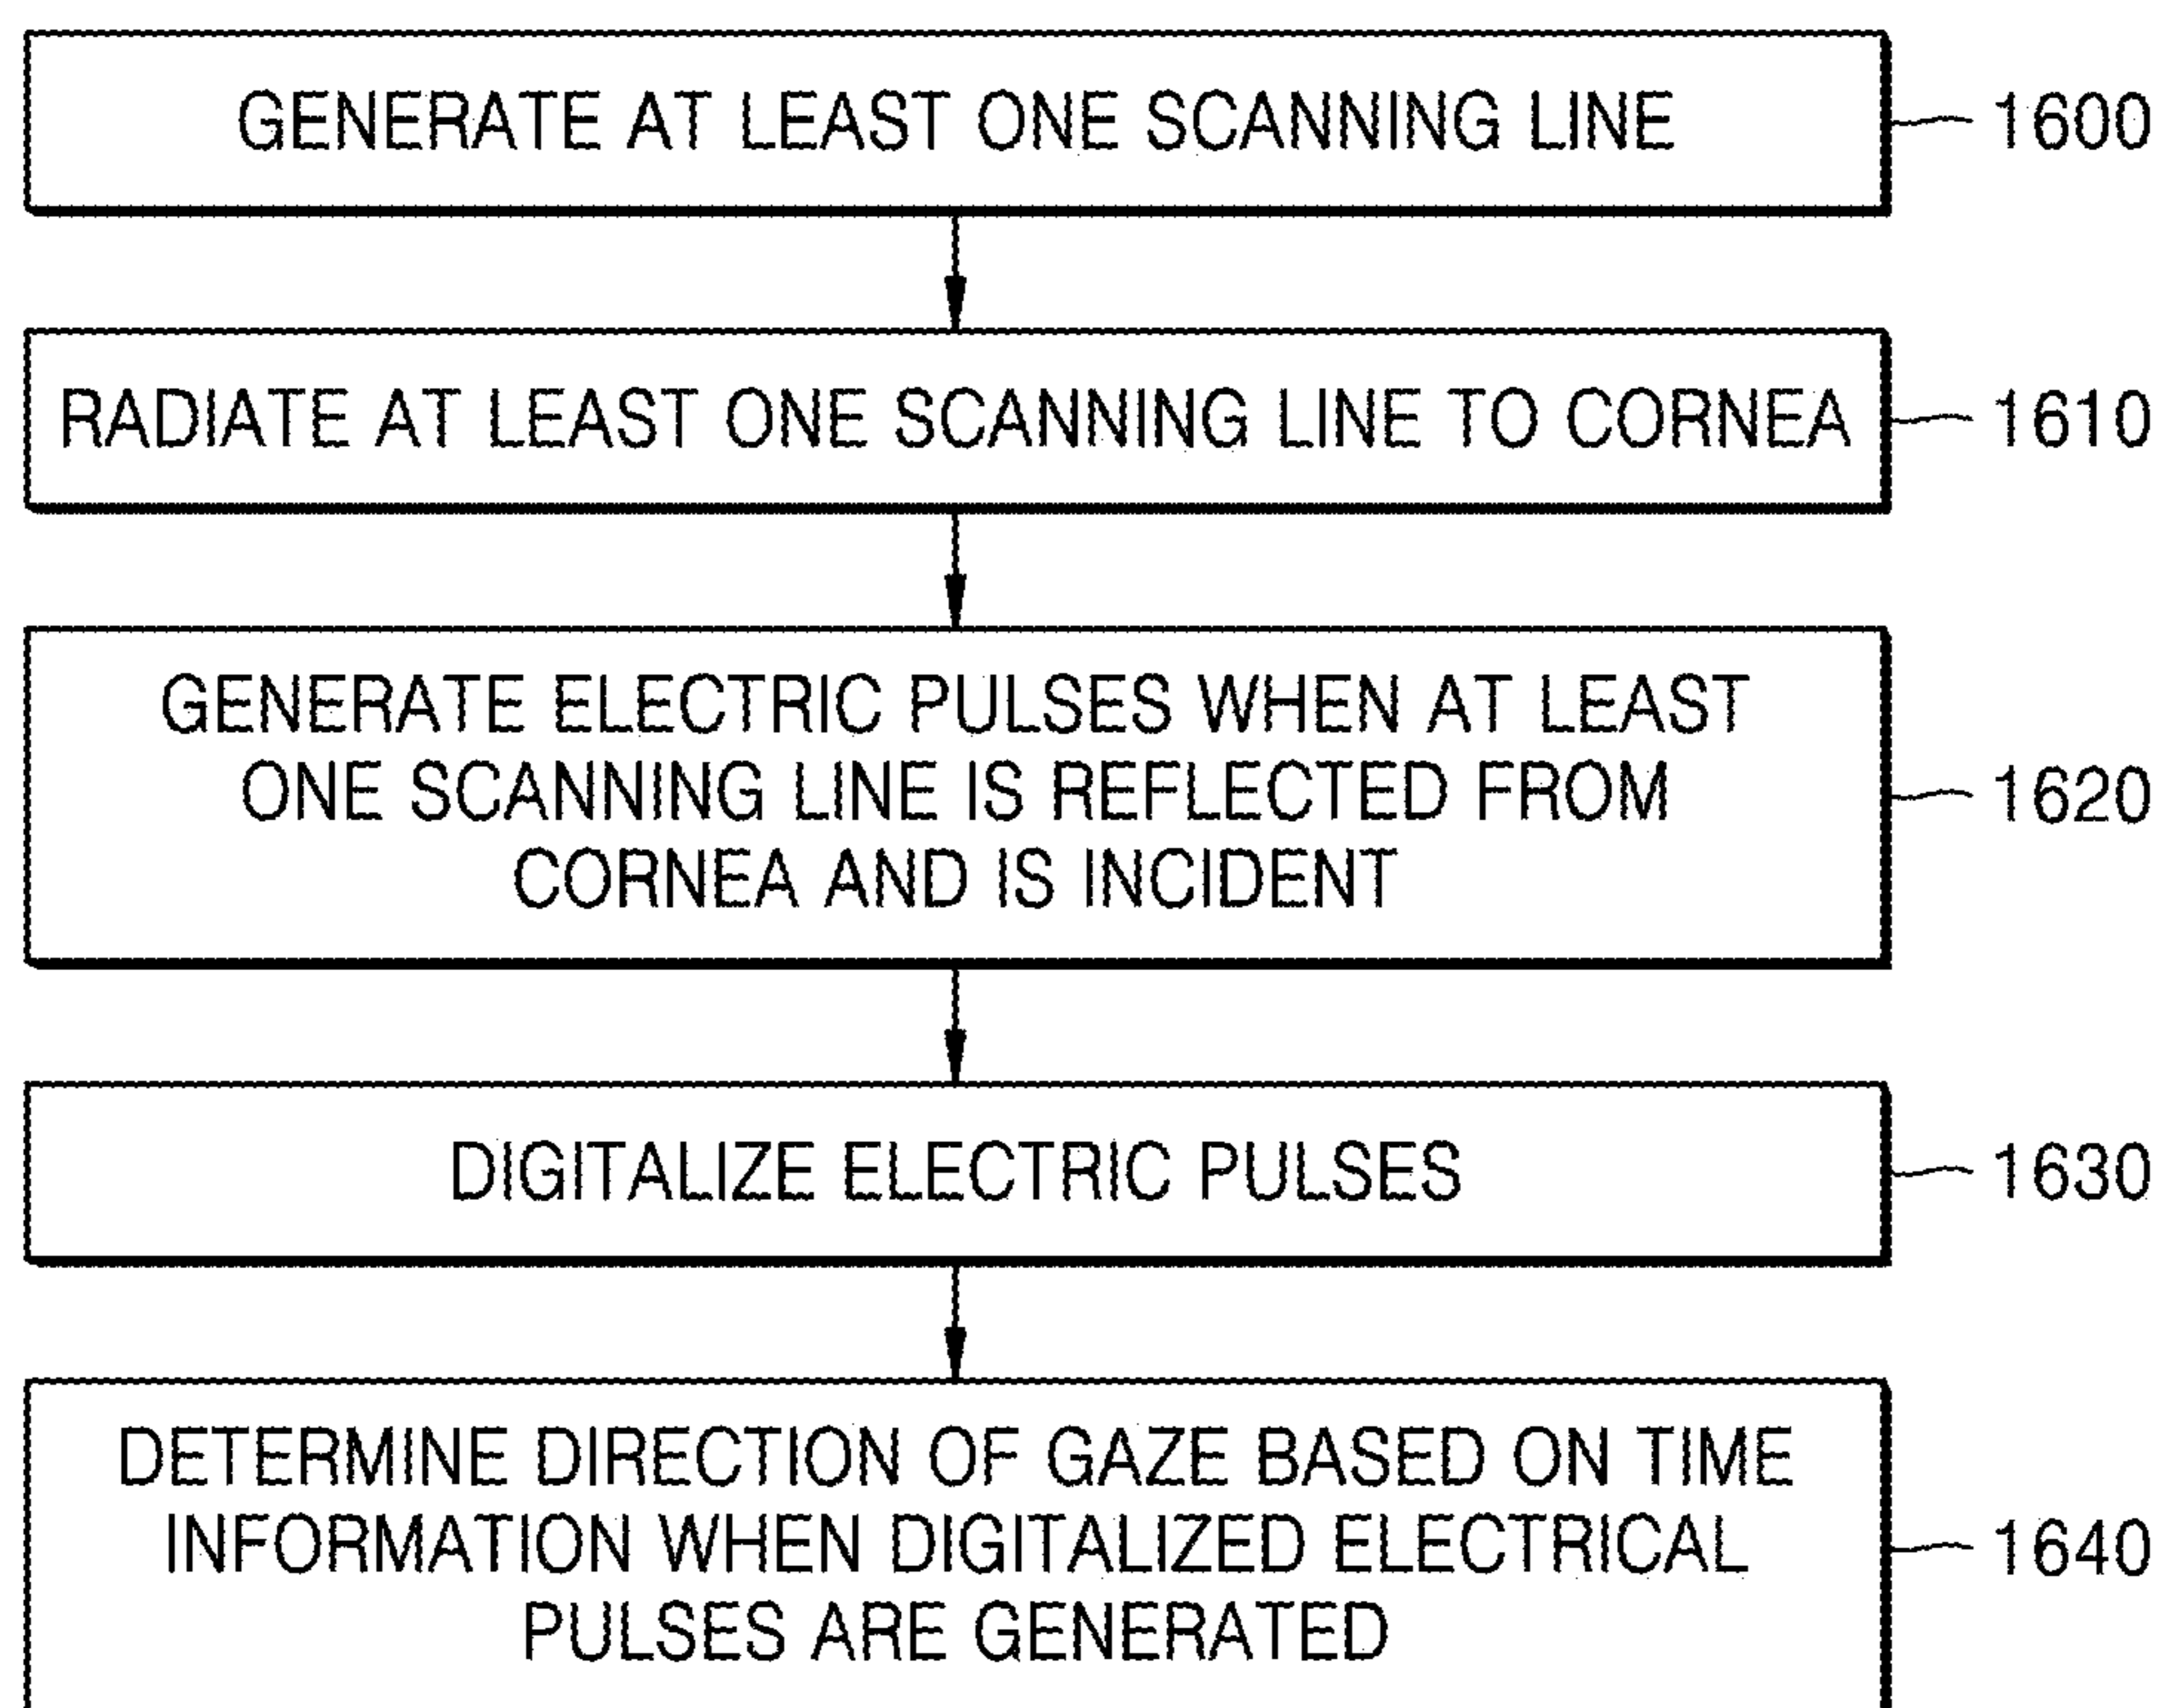 GENERATE AT LEAST ONE SCANNING LINE
1600
RADIATE AT LEAST ONE SCANNING LINE TO CORNEA
1610
GENERATE ELECTRIC PULSES WHEN AT LEAST
ONE SCANNING LINE IS REFLECTED FROM
CORNEA AND IS INCIDENT
1620
DIGITALIZE ELECTRIC PULSES
1630
DETERMINE DIRECTION OF GAZE BASED ON TIME
INFORMATION WHEN DIGITALIZED ELECTRICAL
PULSES ARE GENERATED
1640